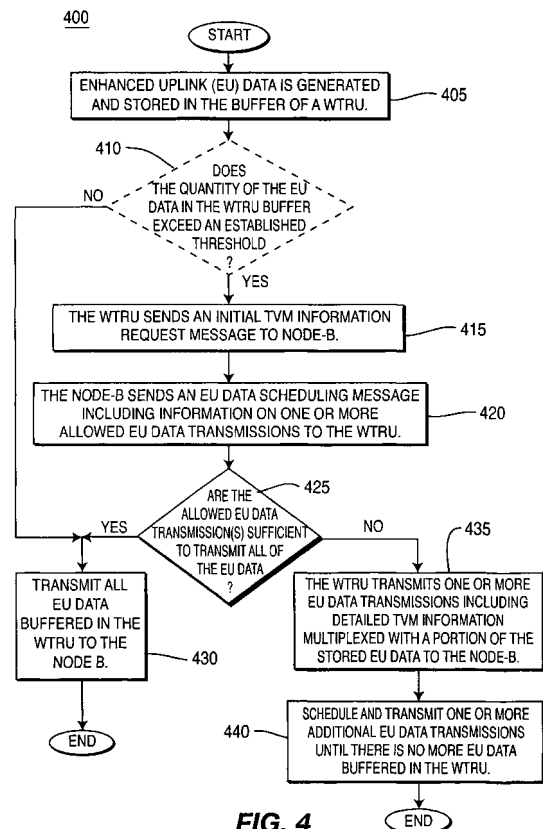 400
START
ENHANCED UPLINK (EU) DATA IS GENERATED
AND STORED IN THE BUFFER OF A WTRU.
405
410
DOES
THE QUANTITY OF THE EU
DATA IN THE WTRU BUFFER
EXCEED AN ESTABLISHED
THRESHOLD
?
NO
YES
THE WTRU SENDS AN INITIAL TVM INFORMATION
REQUEST MESSAGE TO NODE-B.
415
THE NODE-B SENDS AN EU DATA SCHEDULING MESSAGE
INCLUDING INFORMATION ON ONE OR MORE
ALLOWED EU DATA TRANSMISSIONS TO THE WTRU.
420
425
ARE THE
ALLOWED EU DATA
TRANSMISSION(S) SUFFICIENT
TO TRANSMIT ALL OF
THE EU DATA
?
YES
NO
TRANSMIT ALL
EU DATA
BUFFERED IN THE
WTRU TO THE
NODE B.
430
END
435
THE WTRU TRANSMITS ONE OR MORE
EU DATA TRANSMISSIONS INCLUDING
DETAILED TVM INFORMATION
MULTIPLEXED WITH A PORTION OF THE
STORED EU DATA TO THE NODE-B.
440
SCHEDULE AND TRANSMIT ONE OR MORE
ADDITIONAL EU DATA TRANSMISSIONS
UNTIL THERE IS NO MORE EU DATA
BUFFERED IN THE WTRU.
END
FIG. 4